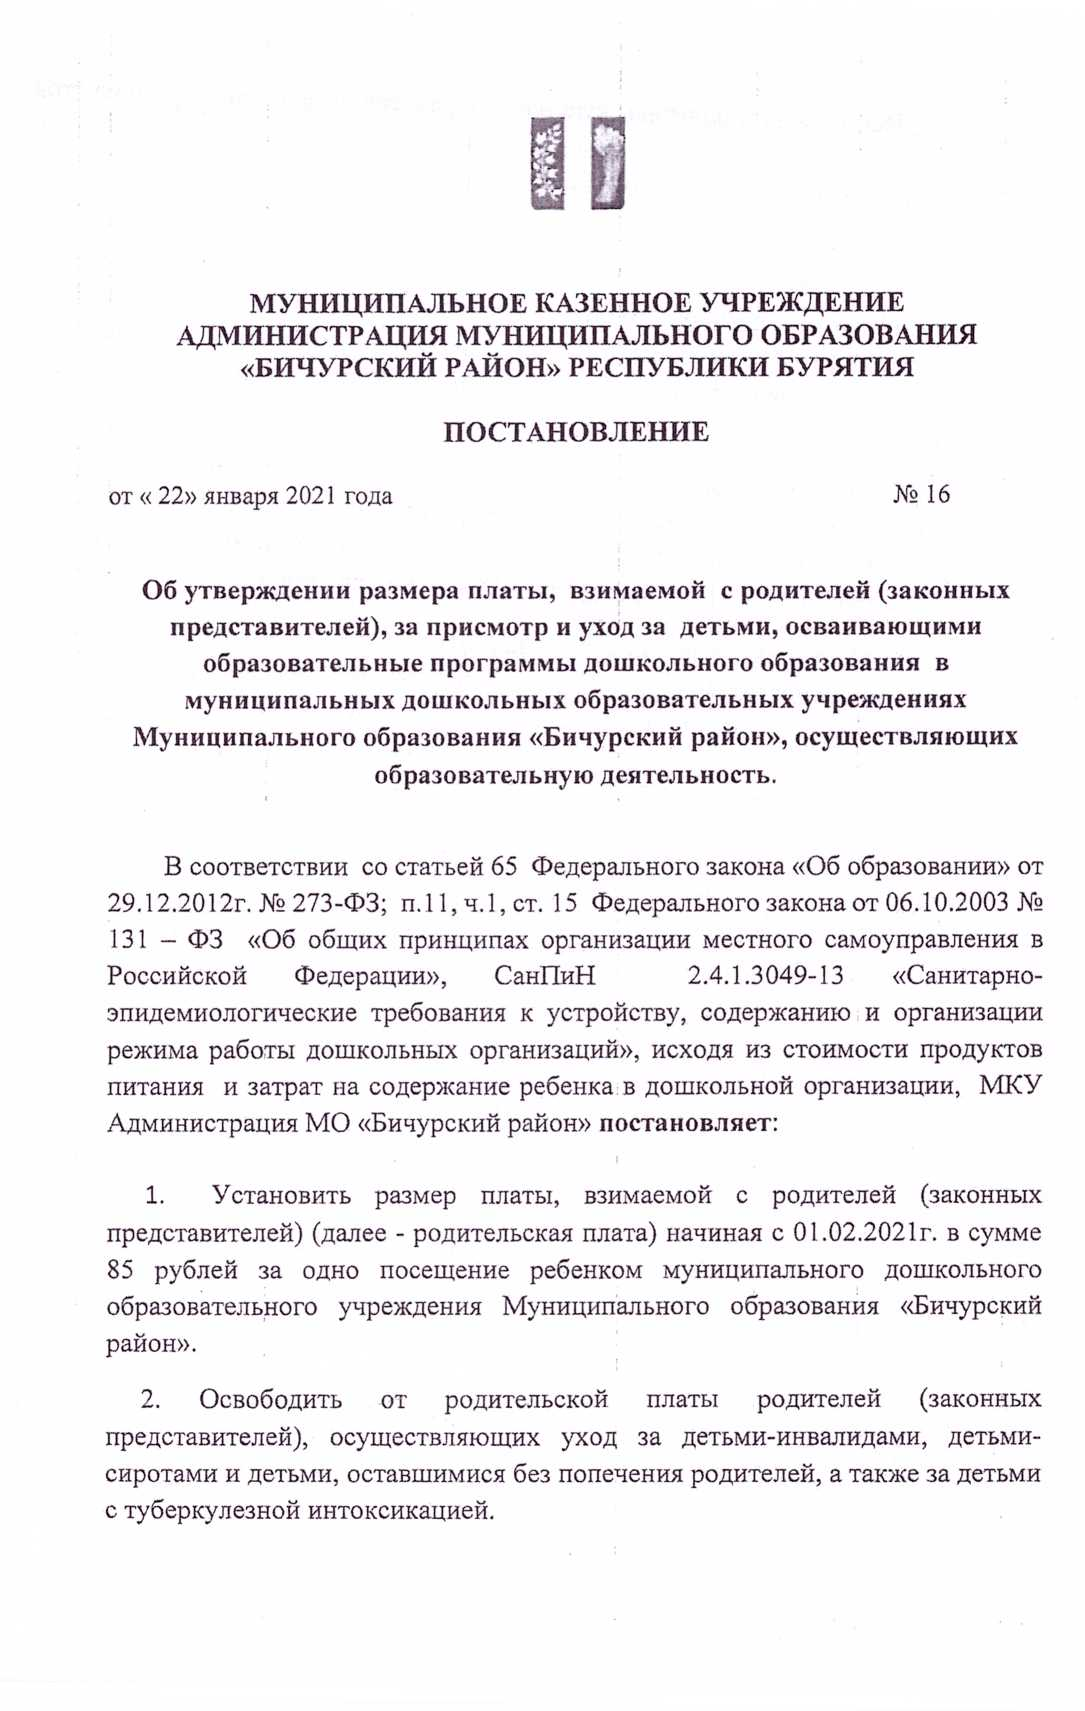 МУНИЦИПАЛЬНОЕ КАЗЕННОЕ УЧРЕЖДЕНИЕ
АДМИНИСТРАЦИЯ МУНИЦИПАЛЬНОГО ОБРАЗОВАНИЯ
«БИЧУРСКИЙ РАЙОН» РЕСПУБЛИКИ БУРЯТИЯ
ПОСТАНОВЛЕНИЕ
от « 22» января 2021 года № 16
Об утверждении размера платы, взимаемой с родителей (законных
представителей), за присмотр и уход за детьми, осваивающими
образовательные программы дошкольного образования в
муниципальных дошкольных образовательных учреждениях
Муниципального образования «Бичурский район», осуществляющих
образовательную деятельность.
В соответствии со статьей 65 Федерального закона «Об образовании» от
29.12.2012г. № 273-ФЗ; п.11, ч.1, ст. 15 Федерального закона от 06.10.2003 №
131 – ФЗ «Об общих принципах организации местного самоуправления в
Российской Федерации», СанПиН 2.4.1.3049-13 «Санитарно-
эпидемиологические требования к устройству, содержанию и организации
режима работы дошкольных организаций», исходя из стоимости продуктов
питания и затрат на содержание ребенка в дошкольной организации, МКУ
Администрация МО «Бичурский район» постановляет:
1. Установить размер платы, взимаемой с родителей (законных
представителей) (далее - родительская плата) начиная с 01.02.2021г. в сумме
85 рублей за одно посещение ребенком муниципального дошкольного
образовательного учреждения Муниципального образования «Бичурский
район».
2. Освободить от родительской платы родителей (законных
представителей), осуществляющих уход за детьми-инвалидами, детьми-
сиротами и детьми, оставшимися без попечения родителей, а также за детьми
с туберкулезной интоксикацией.